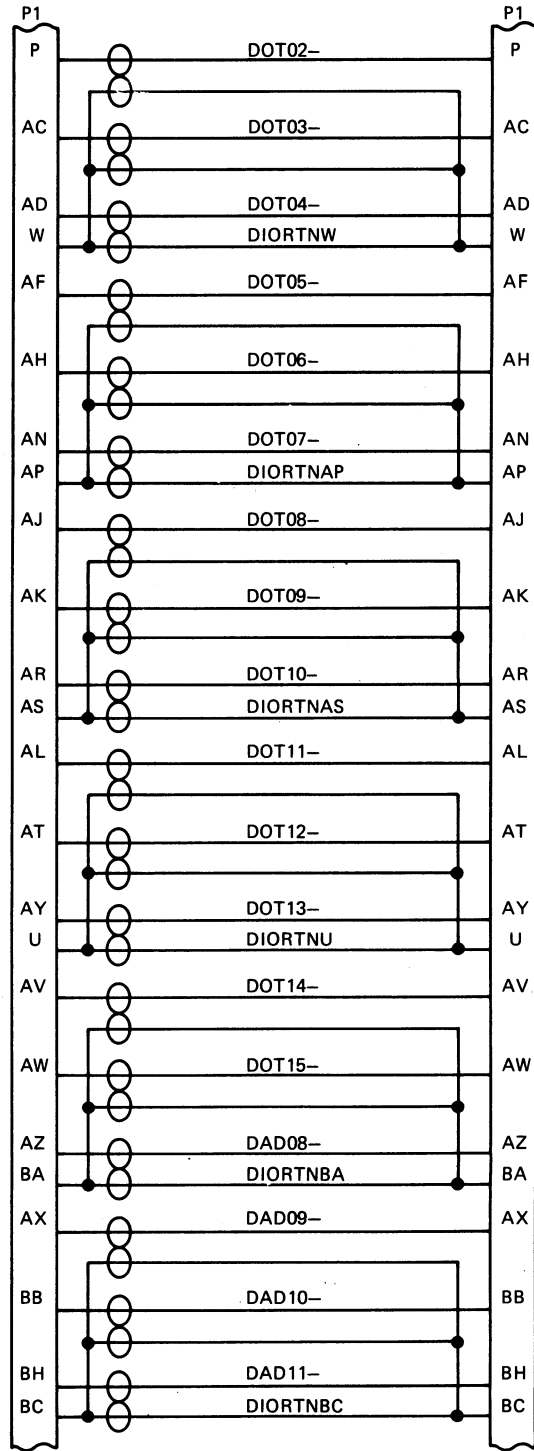 P1 P1
P DOT02– P
AC DOT03– AC
AD DOT04– AD
W DIORTNW W
AF DOT05– AF
AH DOT06– AH
AN DOT07– AN
AP DIORTNAP AP
AJ DOT08– AJ
AK DOT09– AK
AR DOT10– AR
AS DIORTNAS AS
AL DOT11– AL
AT DOT12– AT
AY DOT13– AY
U DIORTNU U
AV DOT14– AV
AW DOT15– AW
AZ DAD08– AZ
BA DIORTNBA BA
AX DAD09– AX
BB DAD10– BB
BH DAD11– BH
BC DIORTNBC BC